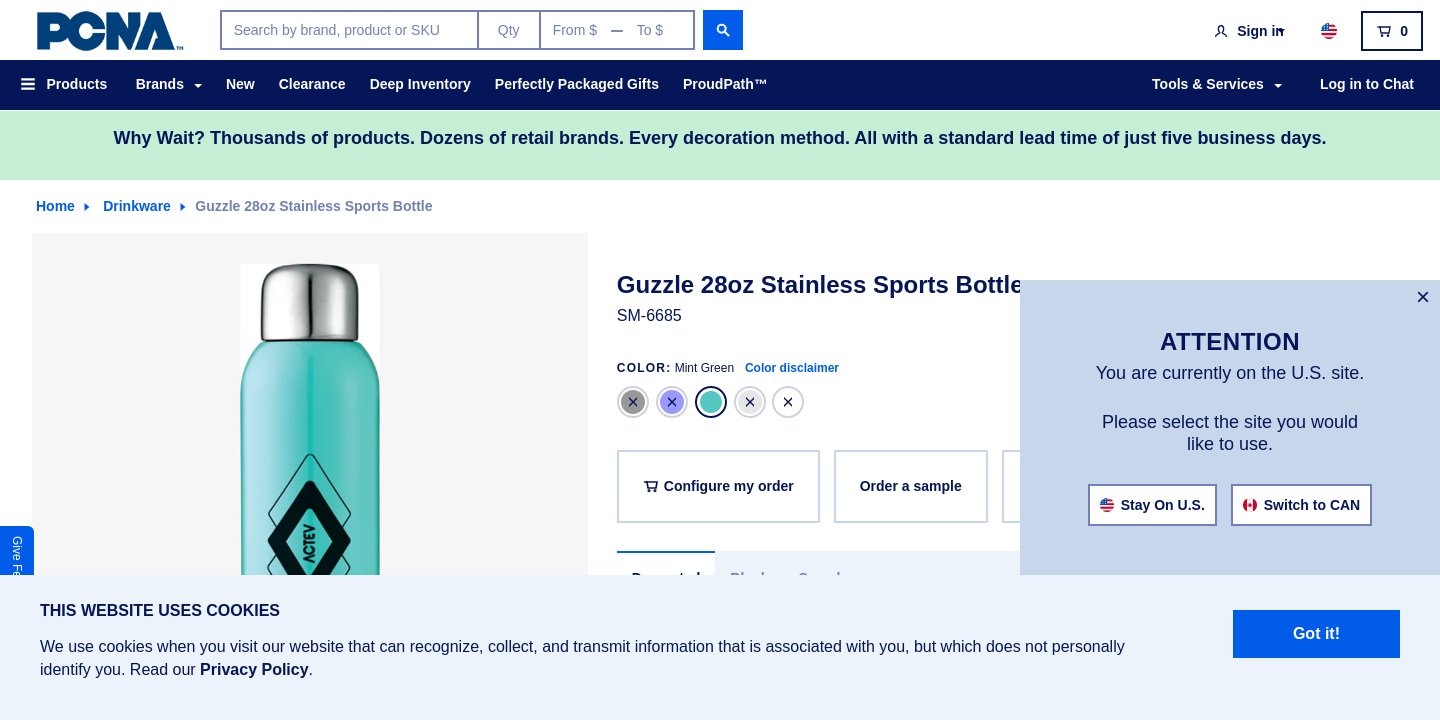 PCNA™
Search by brand, product or SKU
Qty
From $ — To $
Sign in
0
Products
Brands
New
Clearance
Deep Inventory
Perfectly Packaged Gifts
ProudPath™
Tools & Services
Log in to Chat
Why Wait? Thousands of products. Dozens of retail brands. Every decoration method. All with a standard lead time of just five business days.
Home
Drinkware
Guzzle 28oz Stainless Sports Bottle
Guzzle 28oz Stainless Sports Bottle
SM-6685
COLOR: Mint Green Color disclaimer
Configure my order
Order a sample
ACTEV
×
ATTENTION
You are currently on the U.S. site.
Please select the site you would
like to use.
Stay On U.S.
Switch to CAN
Give
THIS WEBSITE USES COOKIES
We use cookies when you visit our website that can recognize, collect, and transmit information that is associated with you, but which does not personally
identify you. Read our Privacy Policy.
Got it!